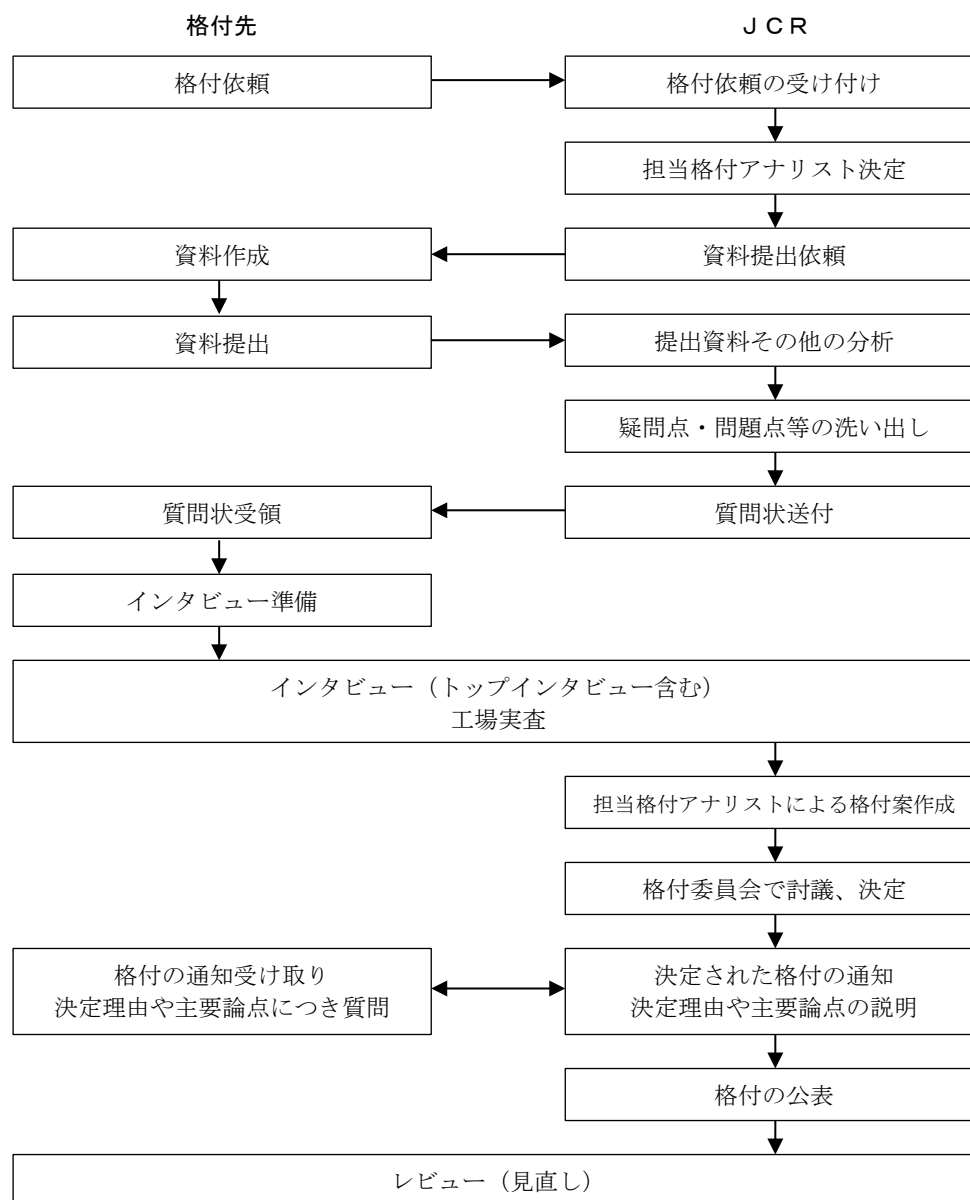 格付先
ＪＣＲ
格付依頼
格付依頼の受け付け
担当格付アナリスト決定
資料作成
資料提出依頼
資料提出
提出資料その他の分析
疑問点・問題点等の洗い出し
質問状受領
質問状送付
インタビュー準備
インタビュー（トップインタビュー含む）
工場実査
担当格付アナリストによる格付案作成
格付委員会で討議、決定
格付の通知受け取り
決定理由や主要論点につき質問
決定された格付の通知
決定理由や主要論点の説明
格付の公表
レビュー（見直し）